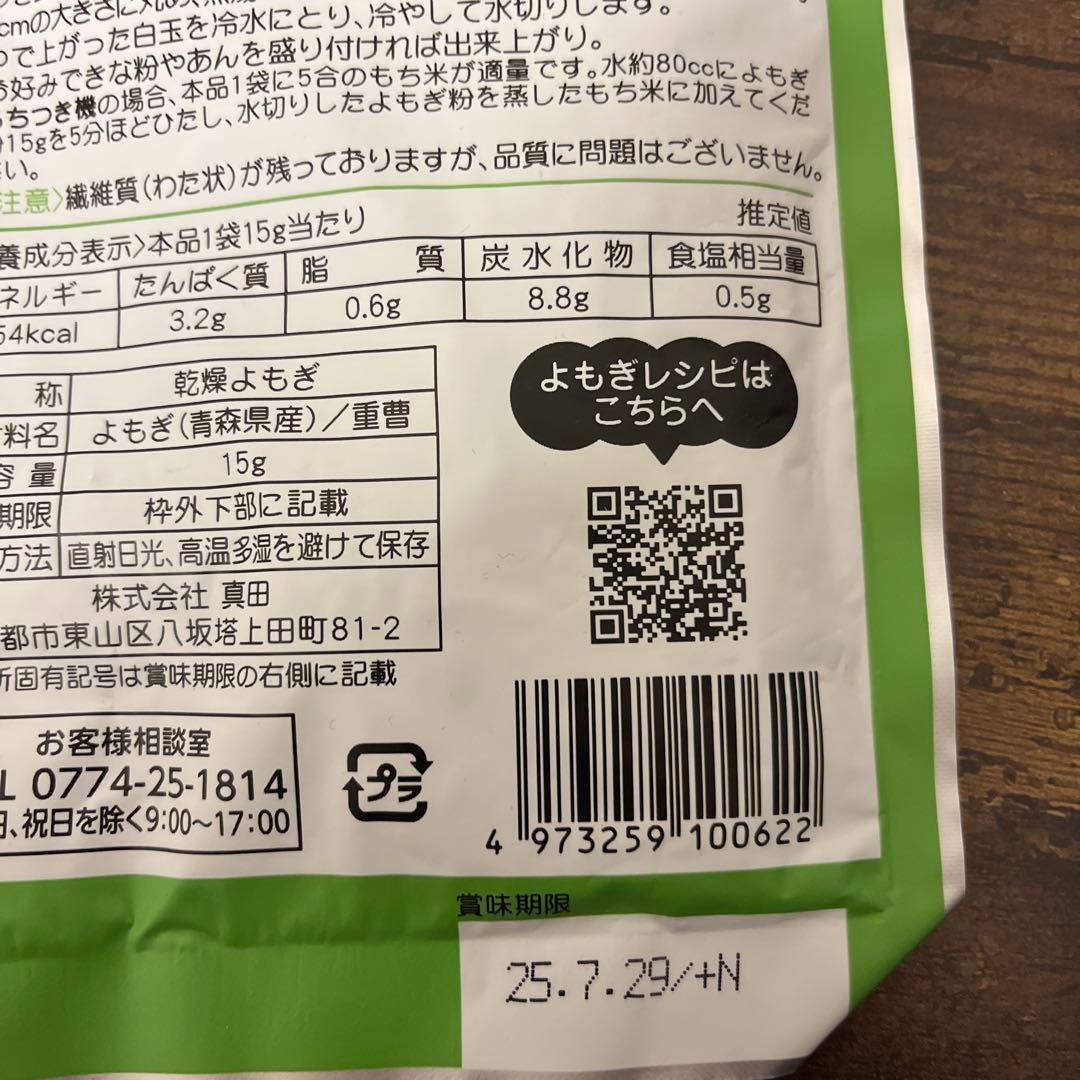 cmの大きさに
で上がった白玉を冷水にとり、冷やして水切りします。
好みできな粉やあんを盛り付ければ出来上がり。
ちつき機の場合、本品1袋に5合のもち米が適量です。水約80ccによもぎ
15gを5分ほどひたし、水切りしたよもぎ粉を蒸したもち米に加えてくだ
い。
注意〉繊維質(わた状)が残っておりますが、品質に問題はございません。
養成分表示〉本品1袋15g当たり 推定値
ネルギー たんぱく質 脂質 炭水化物 食塩相当量
54kcal 3.2g 0.6g 8.8g 0.5g
称 乾燥よもぎ
料名 よもぎ(青森県産)/重曹
容量 15g
期限 枠外下部に記載
方法 直射日光、高温多湿を避けて保存
株式会社 真田
都市東山区八坂塔上田町81-2
所固有記号は賞味期限の右側に記載
よもぎレシピは
こちらへ
お客様相談室
L 0774-25-1814
日、祝日を除く9:00~17:00
プラ
4 973259 100622
賞味期限
25.7.29/+N